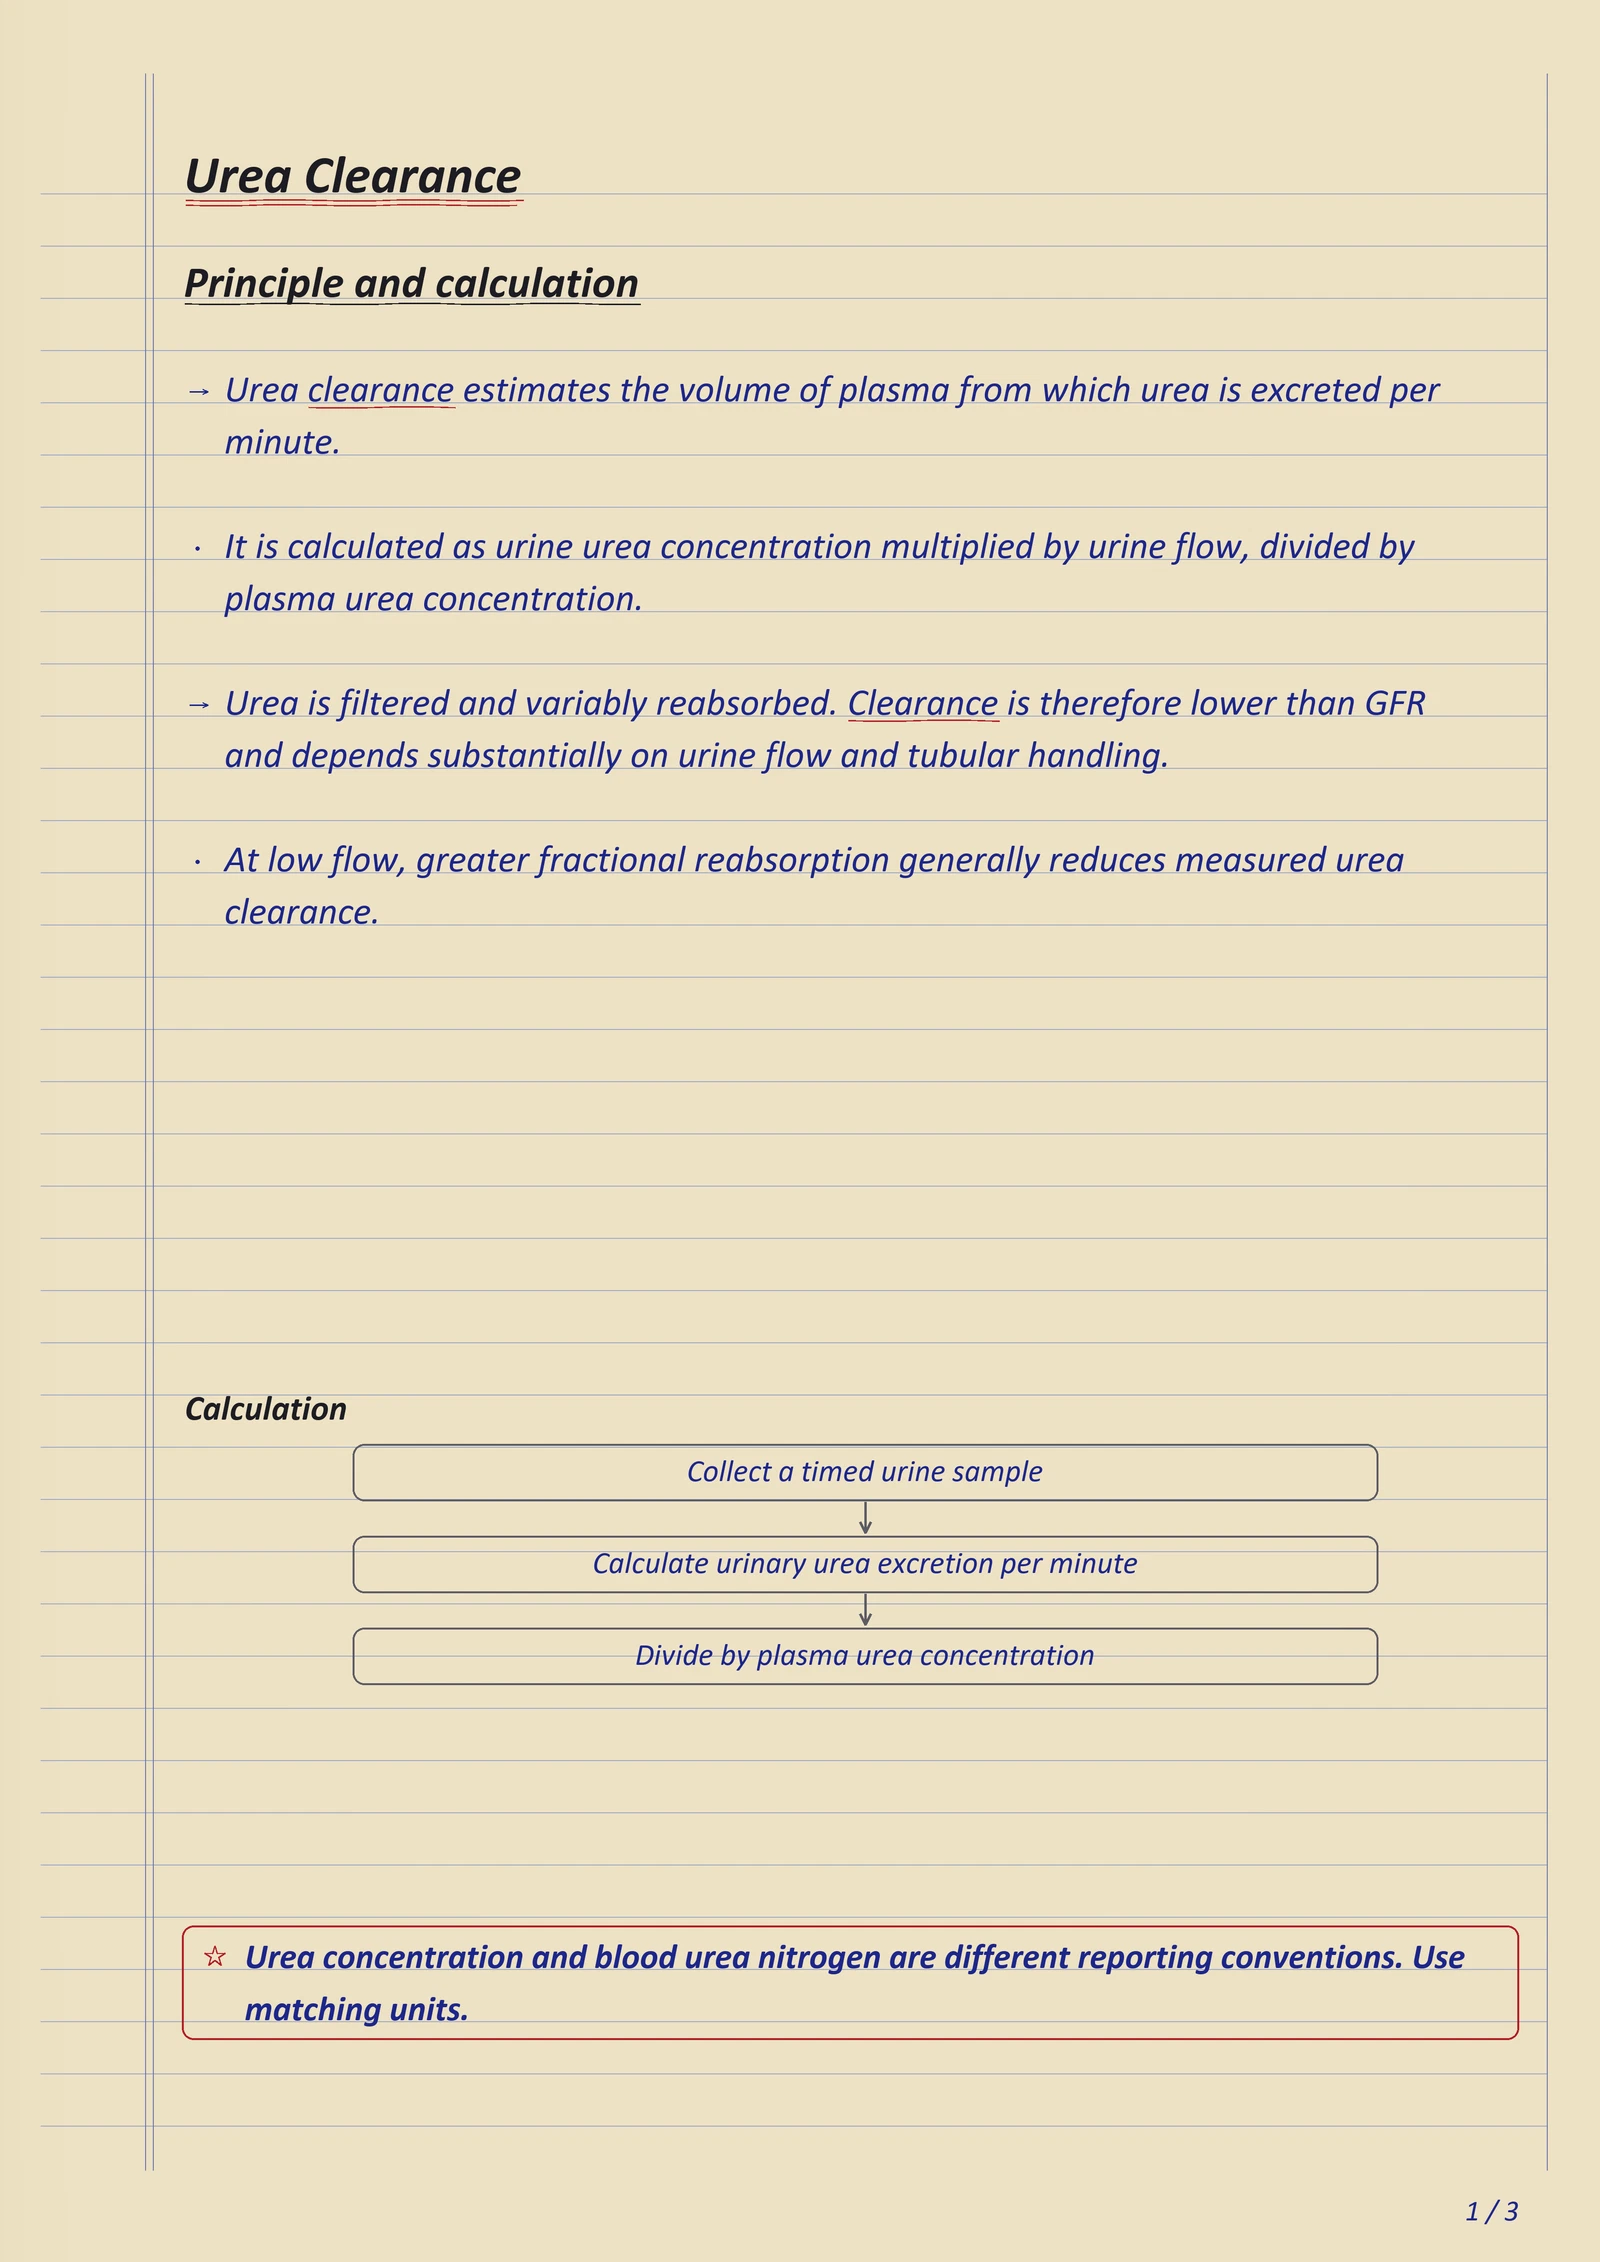 Urea Clearance
Principle and calculation
→ Urea clearance estimates the volume of plasma from which urea is excreted per
minute.
· It is calculated as urine urea concentration multiplied by urine flow, divided by
plasma urea concentration.
→ Urea is filtered and variably reabsorbed. Clearance is therefore lower than GFR
and depends substantially on urine flow and tubular handling.
· At low flow, greater fractional reabsorption generally reduces measured urea
clearance.
Calculation
Collect a timed urine sample
Calculate urinary urea excretion per minute
Divide by plasma urea concentration
☆ Urea concentration and blood urea nitrogen are different reporting conventions. Use
matching units.
1 / 3